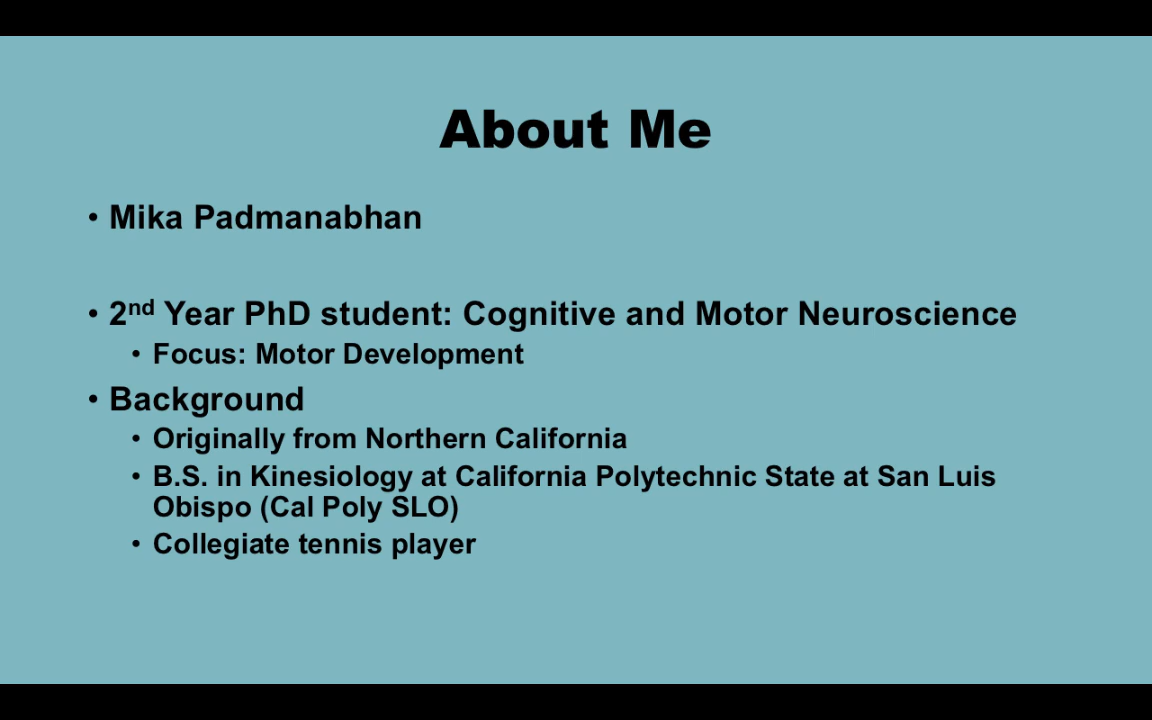 About Me
• Mika Padmanabhan
• 2nd Year PhD student: Cognitive and Motor Neuroscience
• Focus: Motor Development
• Background
• Originally from Northern California
• B.S. in Kinesiology at California Polytechnic State at San Luis
Obispo (Cal Poly SLO)
• Collegiate tennis player